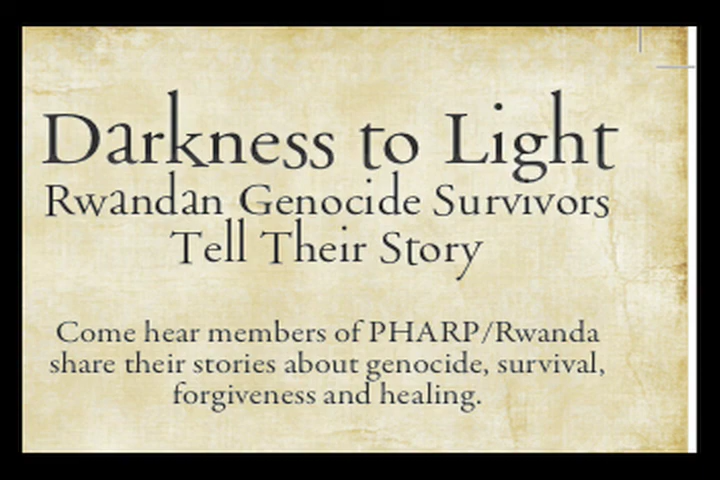 Darkness to Light
Rwandan Genocide Survivors
Tell Their Story
Come hear members of PHARP/Rwanda
share their stories about genocide, survival,
forgiveness and healing.